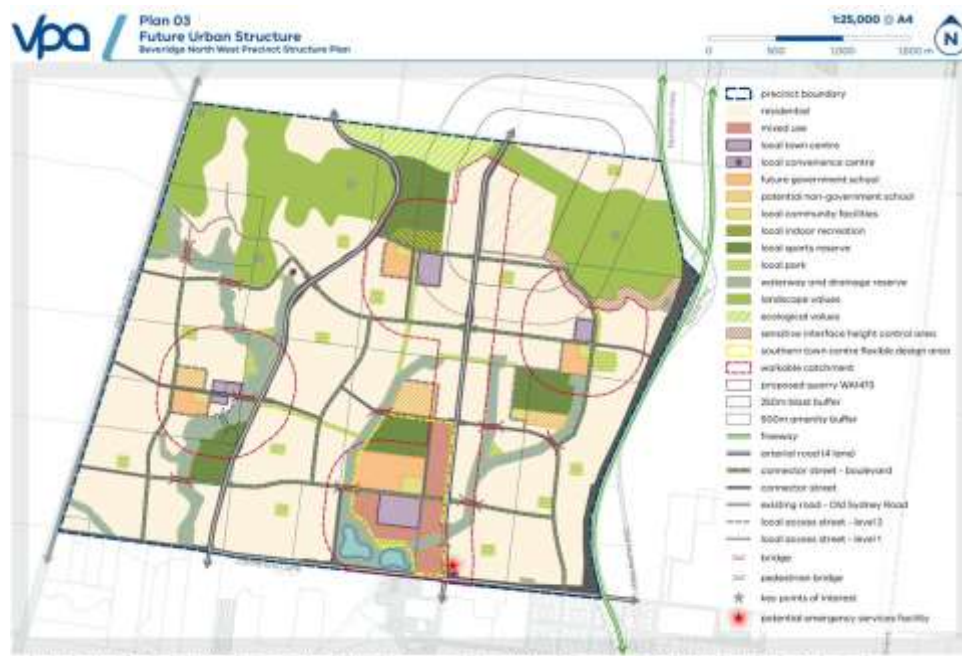 vpa
Plan 03
Future Urban Structure
Beveridge North West Precinct Structure Plan
1:25,000 @ A4
0 500 1,000 1,500 m
N
precinct boundary
residential
mixed use
local town centre
local convenience centre
future government school
potential non-government school
local community facilities
local indoor recreation
local sports reserve
local park
waterway and drainage reserve
landscape values
ecological values
sensitive interface height control areas
southern town centre flexible design area
walkable catchment
proposed quarry WA1473
250m blast buffer
500m amenity buffer
freeway
arterial road (4 lane)
connector street - boulevard
connector street
existing road - Old Sydney Road
local access street - level 2
local access street - level 1
bridge
pedestrian bridge
key points of interest
potential emergency services facility